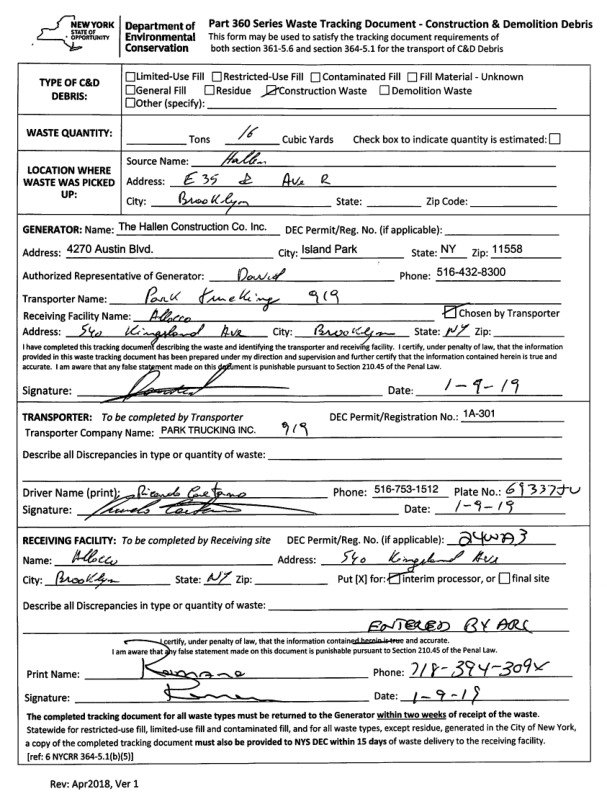 NEW YORK STATE OF OPPORTUNITY
Department of Environmental Conservation
Part 360 Series Waste Tracking Document - Construction & Demolition Debris
This form may be used to satisfy the tracking document requirements of
both section 361-5.6 and section 364-5.1 for the transport of C&D Debris
TYPE OF C&D DEBRIS:
Limited-Use Fill Restricted-Use Fill Contaminated Fill Fill Material - Unknown
General Fill Residue Construction Waste Demolition Waste
Other (specify):
WASTE QUANTITY: Tons 16 Cubic Yards Check box to indicate quantity is estimated:
LOCATION WHERE WASTE WAS PICKED UP:
Source Name: Hallen
Address: E 35 & Ave R
City: Brooklyn State: Zip Code:
GENERATOR: Name: The Hallen Construction Co. Inc. DEC Permit/Reg. No. (if applicable):
Address: 4270 Austin Blvd. City: Island Park State: NY Zip: 11558
Authorized Representative of Generator: David Phone: 516-432-8300
Transporter Name: Park Trucking 919
Receiving Facility Name: Allocco Chosen by Transporter
Address: 540 Kingsland Ave City: Brooklyn State: NY Zip:
I have completed this tracking document describing the waste and identifying the transporter and receiving facility. I certify, under penalty of law, that the information
provided in this waste tracking document has been prepared under my direction and supervision and further certify that the information contained herein is true and
accurate. I am aware that any false statement made on this document is punishable pursuant to Section 210.45 of the Penal Law.
Signature: Date: 1-9-19
TRANSPORTER: To be completed by Transporter DEC Permit/Registration No.: 1A-301
Transporter Company Name: PARK TRUCKING INC. 919
Describe all Discrepancies in type or quantity of waste:
Driver Name (print): Ricardo Caetano Phone: 516-753-1512 Plate No.: 69337JU
Signature: Date: 1-9-19
RECEIVING FACILITY: To be completed by Receiving site DEC Permit/Reg. No. (if applicable): 24WA3
Name: Allocco Address: 540 Kingsland Ave
City: Brooklyn State: NY Zip: Put [X] for: interim processor, or final site
Describe all Discrepancies in type or quantity of waste:
ENTERED BY ARC
I certify, under penalty of law, that the information contained herein is true and accurate.
I am aware that any false statement made on this document is punishable pursuant to Section 210.45 of the Penal Law.
Print Name: Phone:
Signature: Date: 1-9-19
The completed tracking document for all waste types must be returned to the Generator within two weeks of receipt of the waste.
Statewide for restricted-use fill, limited-use fill and contaminated fill, and for all waste types, except residue, generated in the City of New York,
a copy of the completed tracking document must also be provided to NYS DEC within 15 days of waste delivery to the receiving facility.
[ref: 6 NYCRR 364-5.1(b)(5)]
Rev: Apr2018, Ver 1